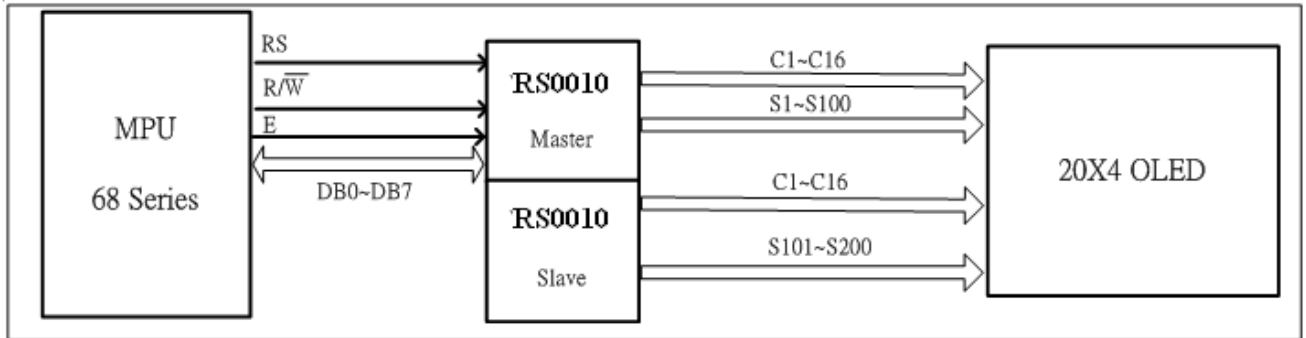 MPU
68 Series
RS
R/W̅
E
DB0~DB7
RS0010
Master
RS0010
Slave
C1~C16
S1~S100
C1~C16
S101~S200
20X4 OLED